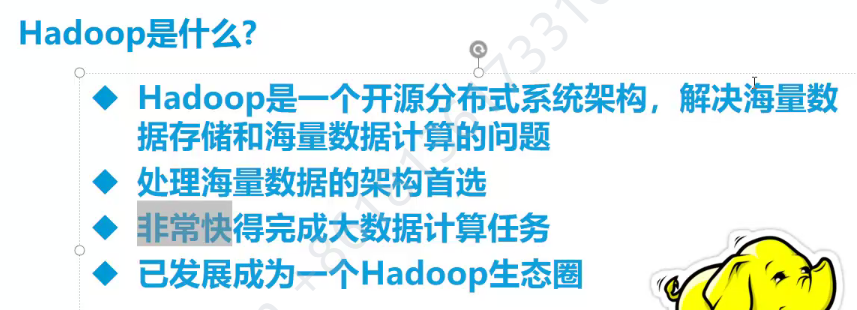 Hadoop是什么?
Hadoop是一个开源分布式系统架构，解决海量数
据存储和海量数据计算的问题
处理海量数据的架构首选
非常快得完成大数据计算任务
已发展成为一个Hadoop生态圈